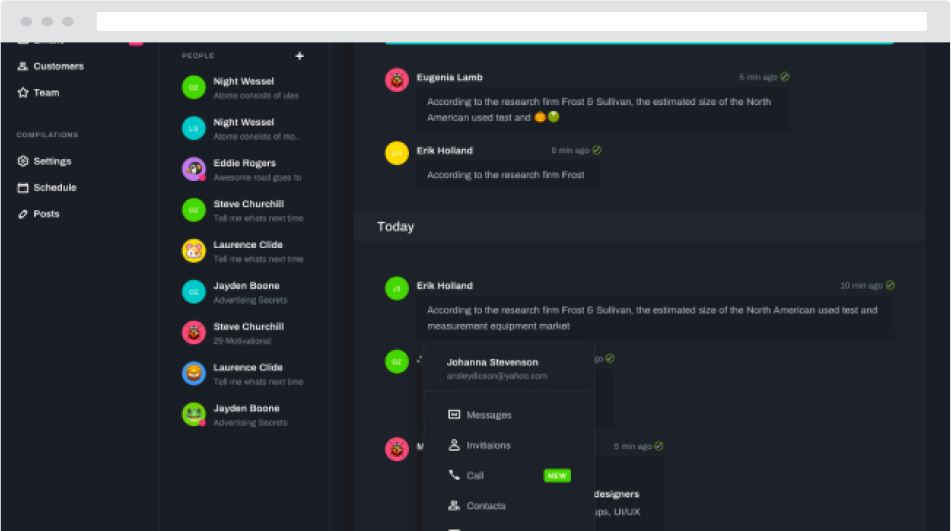 Customers
Team
COMPILATIONS
Settings
Schedule
Posts
PEOPLE
+
OZ
Night Wessel
Atoms consists of ules
LG
Night Wessel
Atoms consists of mo..
Eddie Rogers
Awesome road goes to
OZ
Steve Churchill
Tell me whats next time
Laurence Clide
Tell me whats next time
OZ
Jayden Boone
Advertising Secrets
Steve Churchill
29 Motivational
Laurence Clide
Tell me whats next time
Jayden Boone
Advertising Secrets
Eugenia Lamb
5 min ago
According to the research firm Frost & Sullivan, the estimated size of the North
American used test and
Erik Holland
6 min ago
According to the research firm Frost
Today
JS
Erik Holland
10 min ago
According to the research firm Frost & Sullivan, the estimated size of the North American used test and
measurement equipment market
OZ
go
Johanna Stevenson
ansleydicson@yahoo.com
Messages
Invitiaions
Call
NEW
Contacts
M
5 min ago
designers
ups, UI/UX